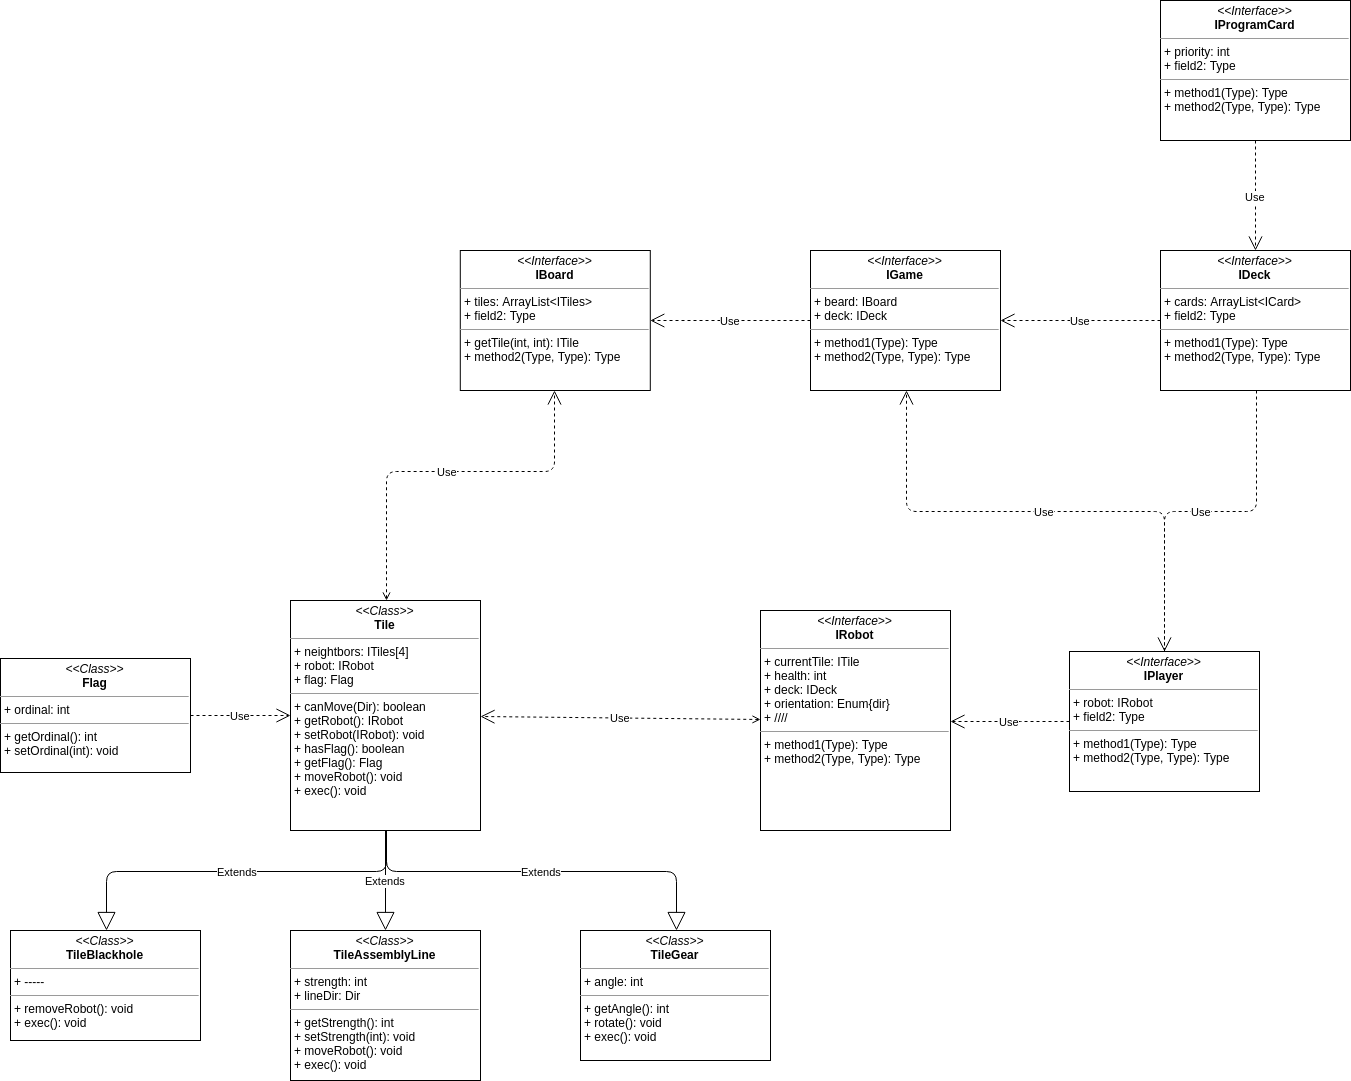 <<Interface>>
IProgramCard
+ priority: int
+ field2: Type
+ method1(Type): Type
+ method2(Type, Type): Type
Use
<<Interface>>
IBoard
+ tiles: ArrayList<ITiles>
+ field2: Type
+ getTile(int, int): ITile
+ method2(Type, Type): Type
Use
<<Interface>>
IGame
+ beard: IBoard
+ deck: IDeck
+ method1(Type): Type
+ method2(Type, Type): Type
Use
<<Interface>>
IDeck
+ cards: ArrayList<ICard>
+ field2: Type
+ method1(Type): Type
+ method2(Type, Type): Type
Use
Use
Use
<<Class>>
Flag
+ ordinal: int
+ getOrdinal(): int
+ setOrdinal(int): void
Use
<<Class>>
Tile
+ neightbors: ITiles[4]
+ robot: IRobot
+ flag: Flag
+ canMove(Dir): boolean
+ getRobot(): IRobot
+ setRobot(IRobot): void
+ hasFlag(): boolean
+ getFlag(): Flag
+ moveRobot(): void
+ exec(): void
Use
<<Interface>>
IRobot
+ currentTile: ITile
+ health: int
+ deck: IDeck
+ orientation: Enum{dir}
+ ////
+ method1(Type): Type
+ method2(Type, Type): Type
Use
<<Interface>>
IPlayer
+ robot: IRobot
+ field2: Type
+ method1(Type): Type
+ method2(Type, Type): Type
Extends
Extends
Extends
<<Class>>
TileBlackhole
+ -----
+ removeRobot(): void
+ exec(): void
<<Class>>
TileAssemblyLine
+ strength: int
+ lineDir: Dir
+ getStrength(): int
+ setStrength(int): void
+ moveRobot(): void
+ exec(): void
<<Class>>
TileGear
+ angle: int
+ getAngle(): int
+ rotate(): void
+ exec(): void